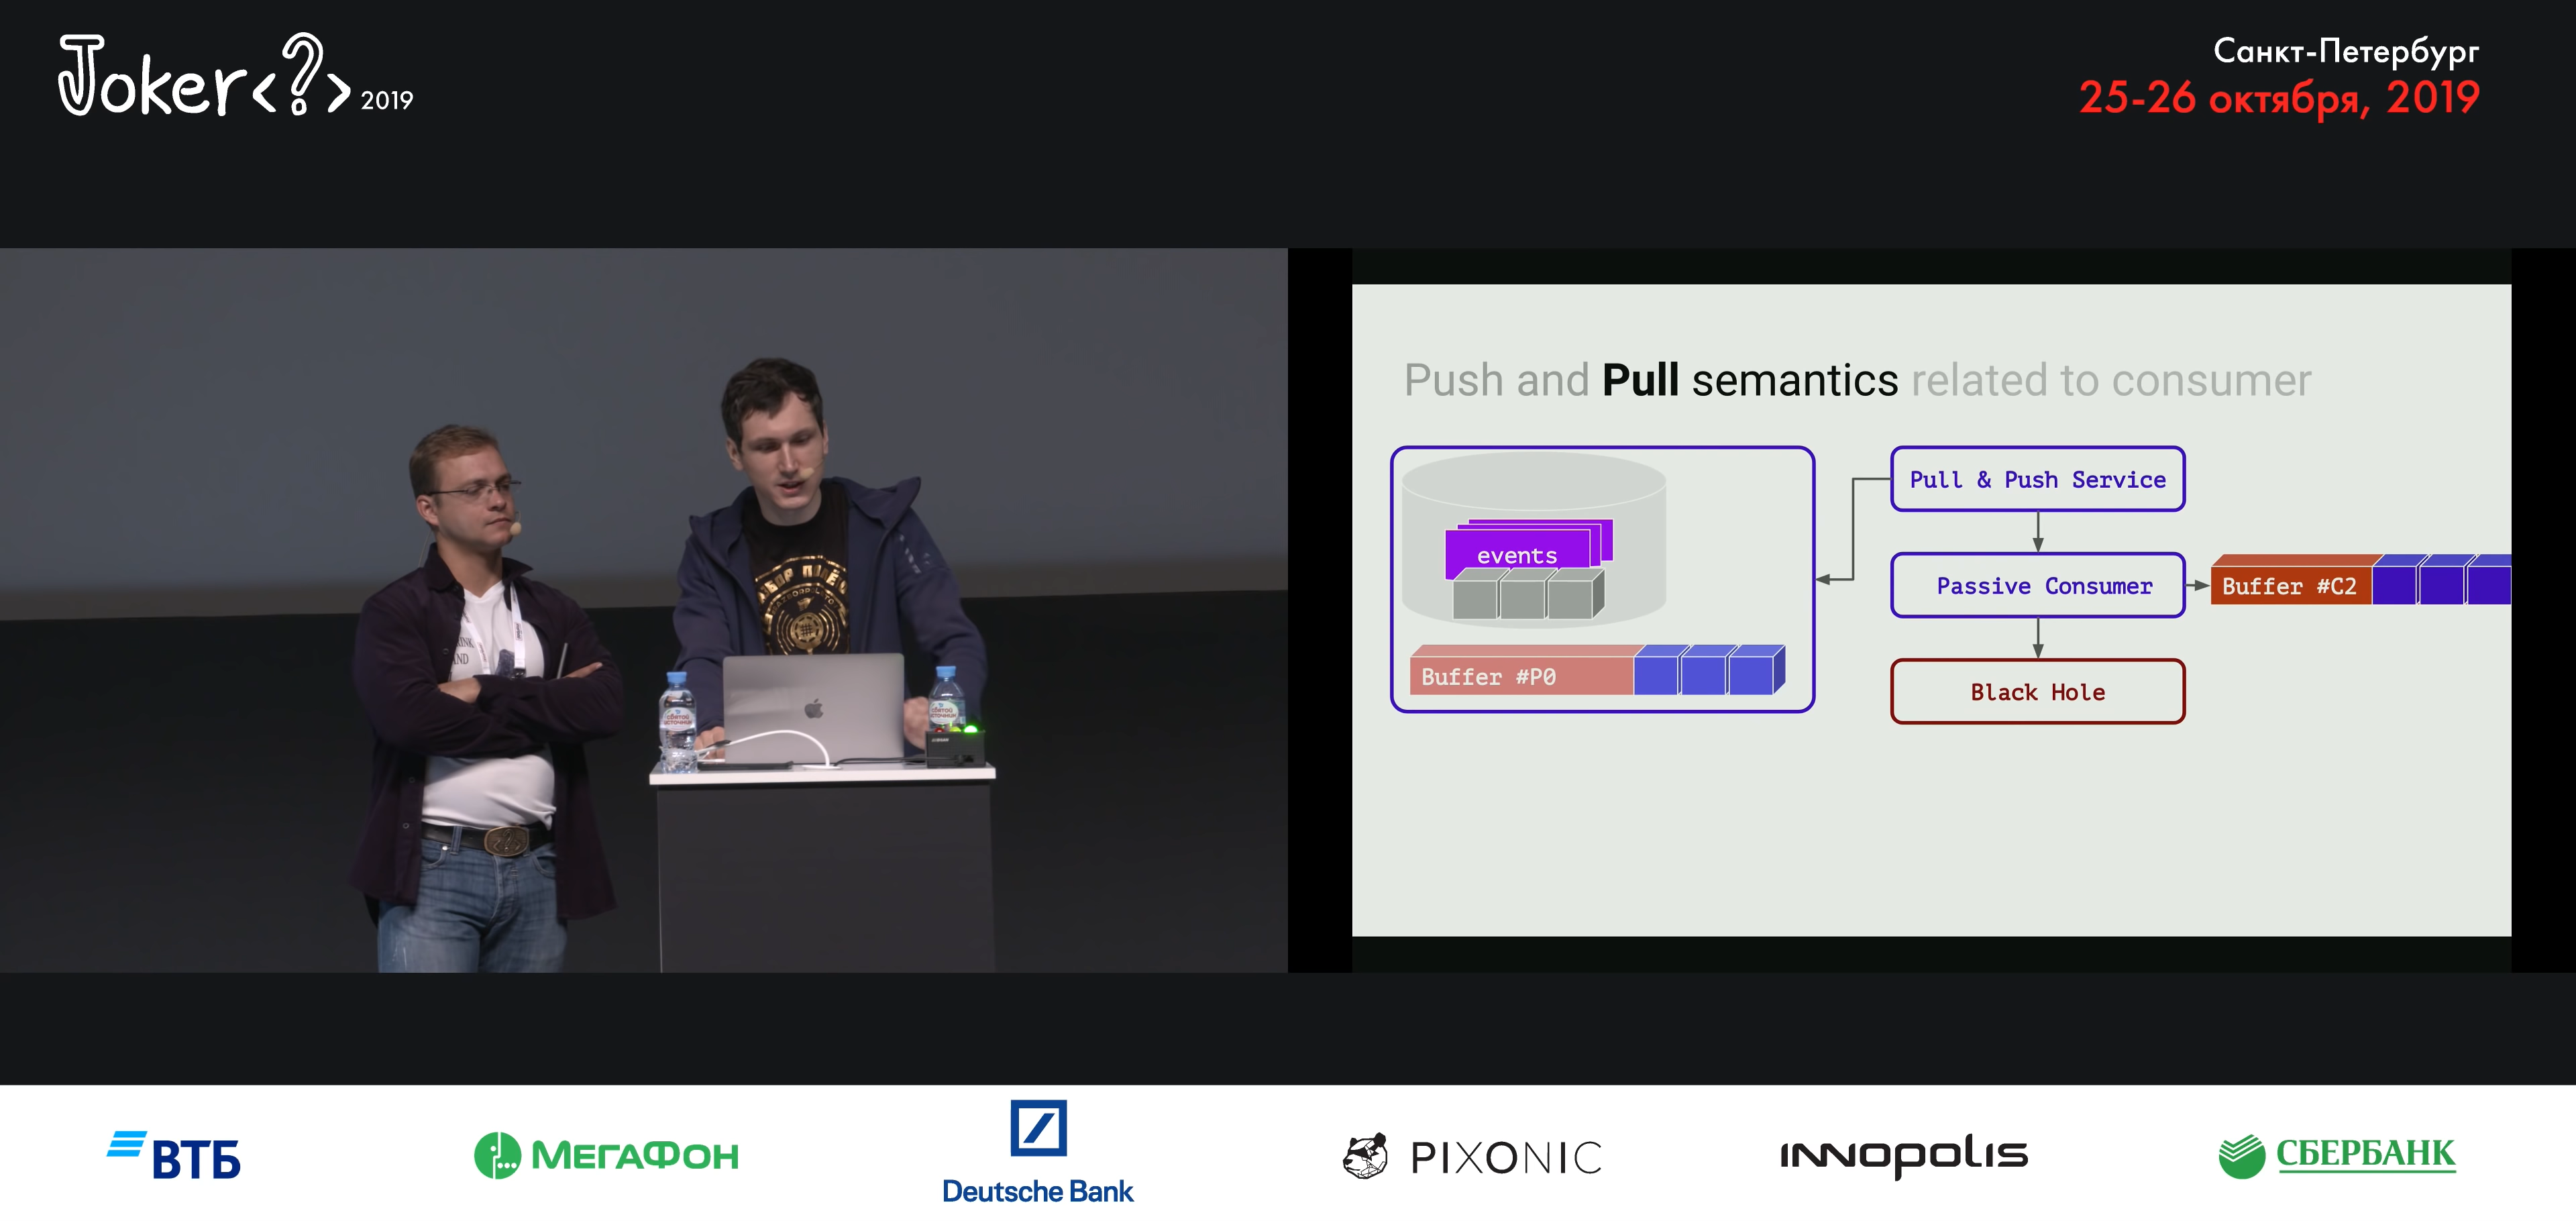 Joker<?> 2019
Санкт-Петербург
25-26 октября, 2019
Push and Pull semantics related to consumer
Pull & Push Service
events
Passive Consumer
Buffer #C2
Buffer #P0
Black Hole
ВТБ
МЕГАФОН
Deutsche Bank
PIXONIC
INNOPOLIS
СБЕРБАНК